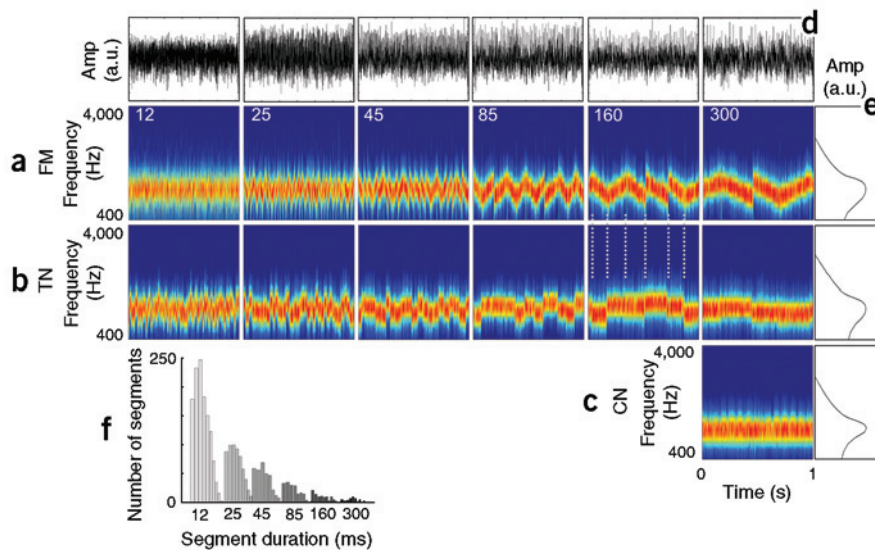 d
Amp
(a.u.)
Amp
(a.u.)
e
a
FM
Frequency
(Hz)
4,000
400
12
25
45
85
160
300
b
TN
Frequency
(Hz)
4,000
400
c
CN
Frequency
(Hz)
4,000
400
0
1
Time (s)
f
Number of segments
250
0
12 25 45 85 160 300
Segment duration (ms)